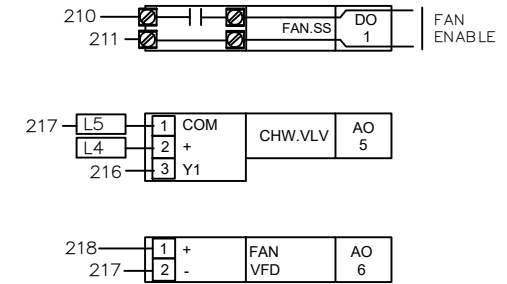 210 FAN.SS DO FAN
211 1 ENABLE
217 L5 1 COM CHW.VLV AO
L4 2 + 5
216 3 Y1
218 1 + FAN AO
217 2 - VFD 6